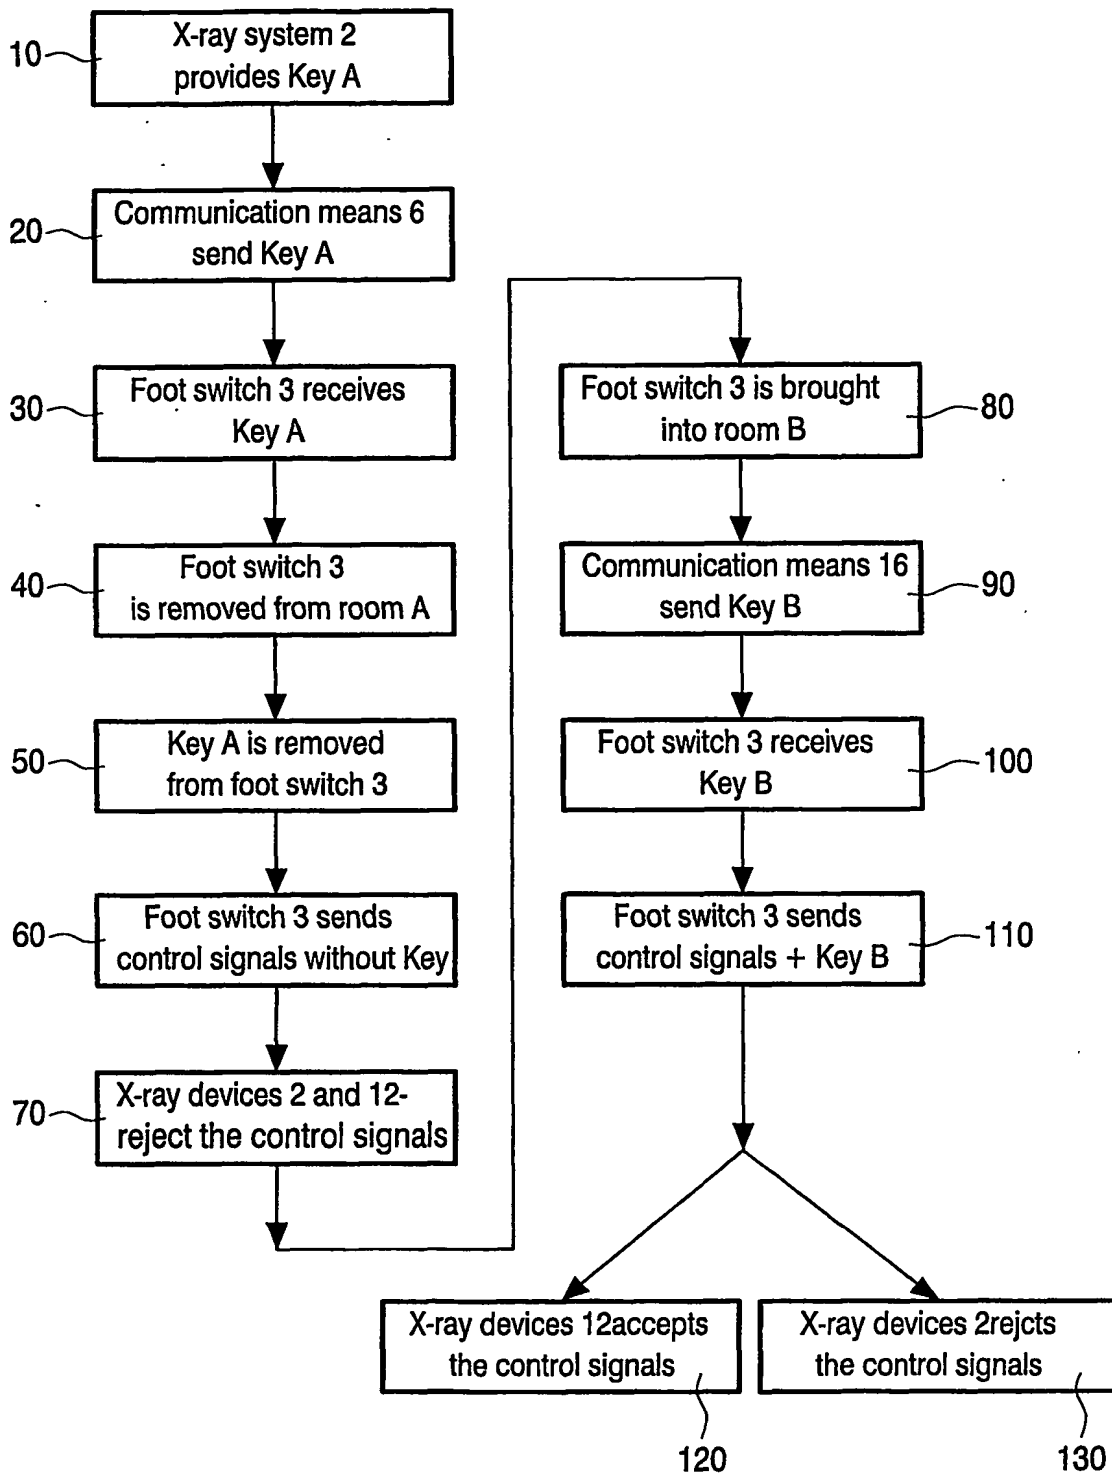 10
X-ray system 2
provides Key A
20
Communication means 6
send Key A
30
Foot switch 3 receives
Key A
40
Foot switch 3
is removed from room A
50
Key A is removed
from foot switch 3
60
Foot switch 3 sends
control signals without Key
70
X-ray devices 2 and 12-
reject the control signals
Foot switch 3 is brought
into room B
80
Communication means 16
send Key B
90
Foot switch 3 receives
Key B
100
Foot switch 3 sends
control signals + Key B
110
X-ray devices 12accepts
the control signals
120
X-ray devices 2rejcts
the control signals
130